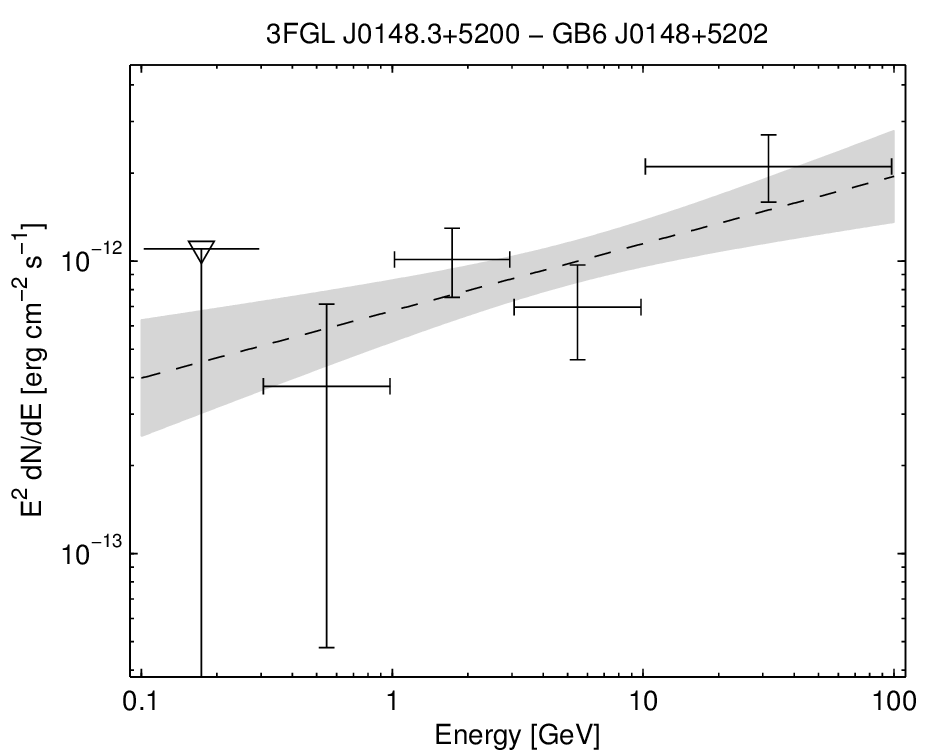 3FGL J0148.3+5200 − GB6 J0148+5202
E² dN/dE [erg cm⁻² s⁻¹]
10⁻¹²
10⁻¹³
0.1 1 10 100
Energy [GeV]